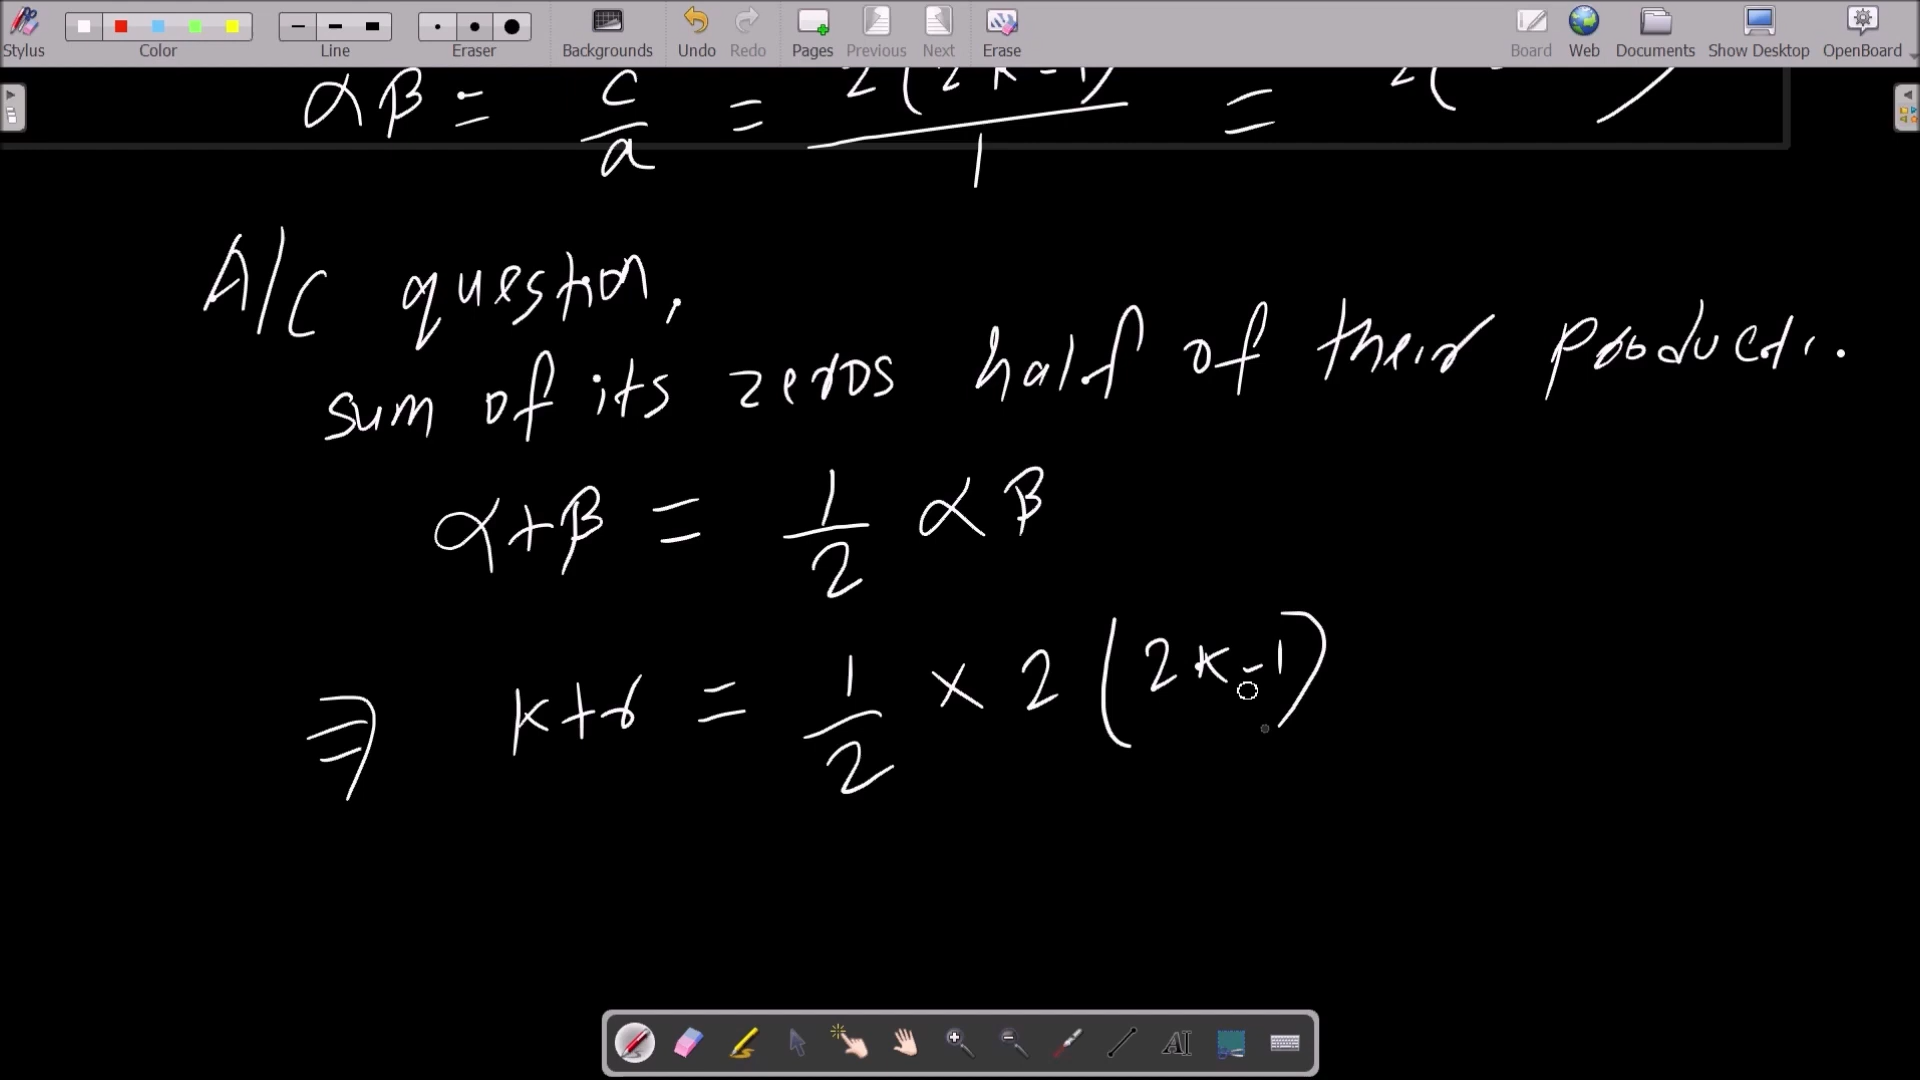 Stylus Color Line Eraser Backgrounds Undo Redo Pages Previous Next Erase Board Web Documents Show Desktop OpenBoard
αβ = c/a = 2(2k-1)/1 = 2(
A/C question,
sum of its zeros half of their product.
α+β = 1/2 αβ
⇒ k+6 = 1/2 × 2 (2k-1)
AI